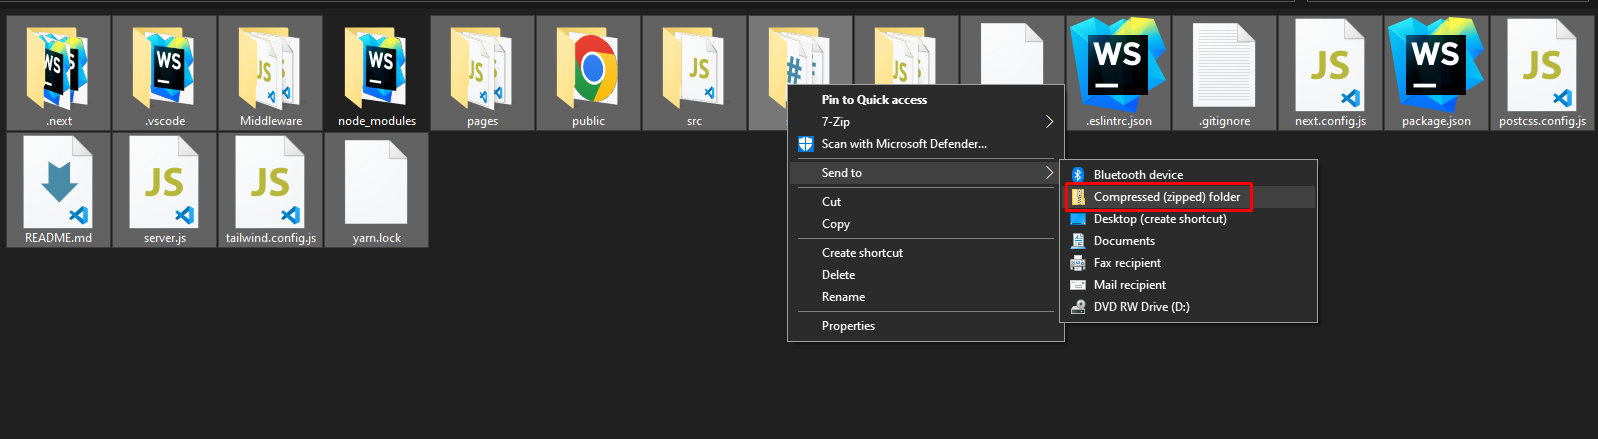 WS
WS
JS
WS
JS
JS
#
JS
WS
JS
WS
JS
.next
.vscode
Middleware
node_modules
pages
public
src
.eslintrc.json
.gitignore
next.config.js
package.json
postcss.config.js
JS
JS
README.md
server.js
tailwind.config.js
yarn.lock
Pin to Quick access
7-Zip
Scan with Microsoft Defender...
Send to
Cut
Copy
Create shortcut
Delete
Rename
Properties
Bluetooth device
Compressed (zipped) folder
Desktop (create shortcut)
Documents
Fax recipient
Mail recipient
DVD RW Drive (D:)